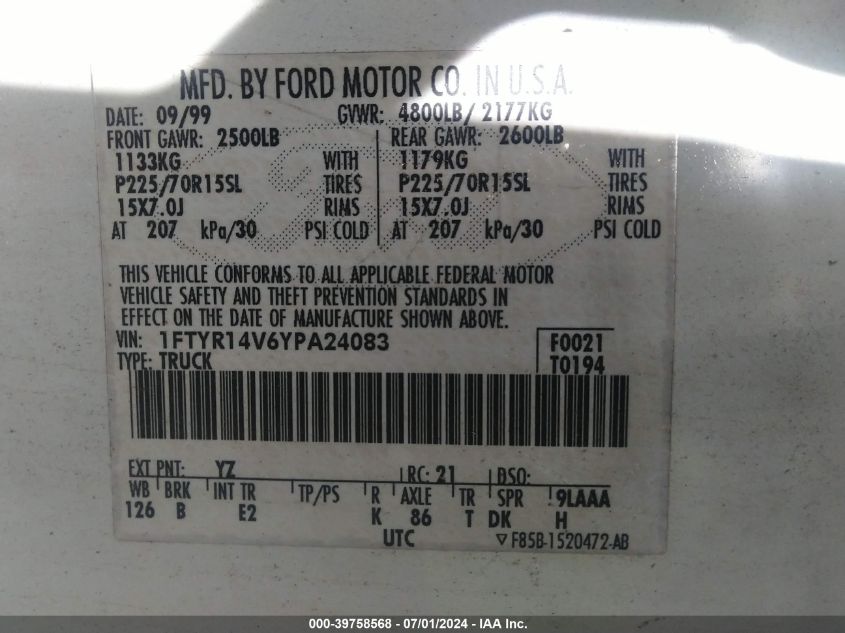 MFD. BY FORD MOTOR CO. IN U.S.A.
DATE: 09/99 GVWR: 4800LB/ 2177KG
FRONT GAWR: 2500LB REAR GAWR: 2600LB
1133KG WITH 1179KG WITH
P225/70R15SL TIRES P225/70R15SL TIRES
15X7.0J RIMS 15X7.0J RIMS
AT 207 kPa/30 PSI COLD AT 207 kPa/30 PSI COLD
THIS VEHICLE CONFORMS TO ALL APPLICABLE FEDERAL MOTOR
VEHICLE SAFETY AND THEFT PREVENTION STANDARDS IN
EFFECT ON THE DATE OF MANUFACTURE SHOWN ABOVE.
VIN: 1FTYR14V6YPA24083 F0021
TYPE: TRUCK T0194
EXT PNT: YZ RC: 21 DSO:
WB BRK INT TR TP/PS R AXLE TR SPR 9LAAA
126 B E2 K 86 T DK H
UTC ▽ F85B-1520472-AB
000-39758568 - 07/01/2024 - IAA Inc.